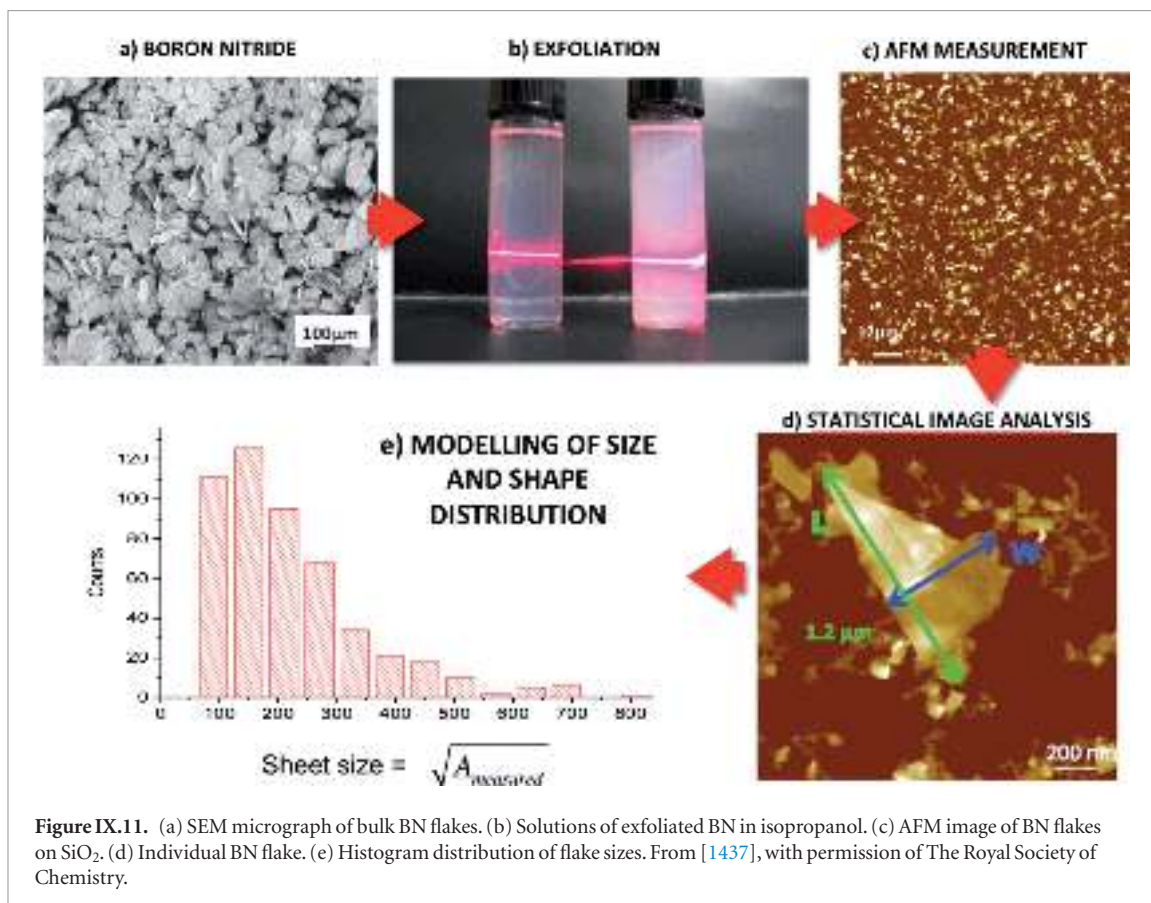 a) BORON NITRIDE
b) EXFOLIATION
c) AFM MEASUREMENT
100µm
d) STATISTICAL IMAGE ANALYSIS
L
W
1.2 µm
200 nm
e) MODELLING OF SIZE
AND SHAPE
DISTRIBUTION
Counts
120
100
80
60
40
20
0
0 100 200 300 400 500 600 700 800
Sheet size = √A measured
Figure IX.11. (a) SEM micrograph of bulk BN flakes. (b) Solutions of exfoliated BN in isopropanol. (c) AFM image of BN flakes
on SiO₂. (d) Individual BN flake. (e) Histogram distribution of flake sizes. From [1437], with permission of The Royal Society of
Chemistry.